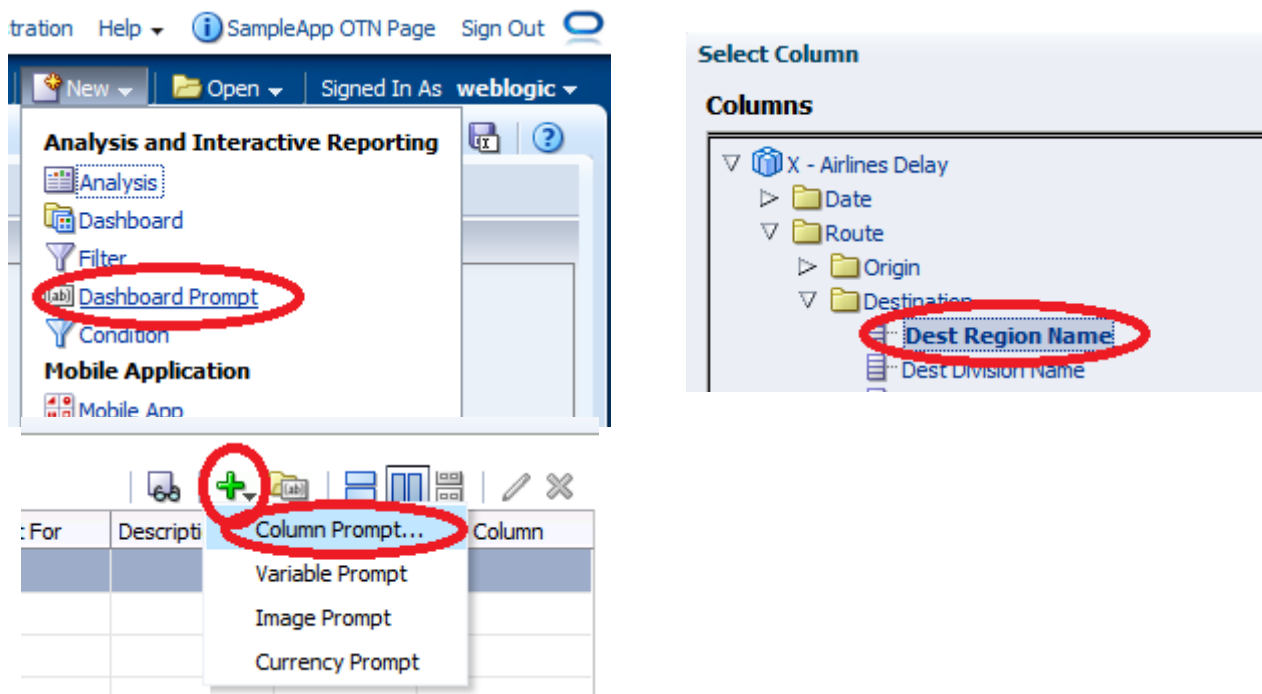 tration Help SampleApp OTN Page Sign Out
New Open Signed In As weblogic
Analysis and Interactive Reporting
Analysis
Dashboard
Filter
Dashboard Prompt
Condition
Mobile Application
Mobile App
Select Column
Columns
X - Airlines Delay
Date
Route
Origin
Destination
Dest Region Name
Dest Division Name
For Descripti Column
Column Prompt...
Variable Prompt
Image Prompt
Currency Prompt